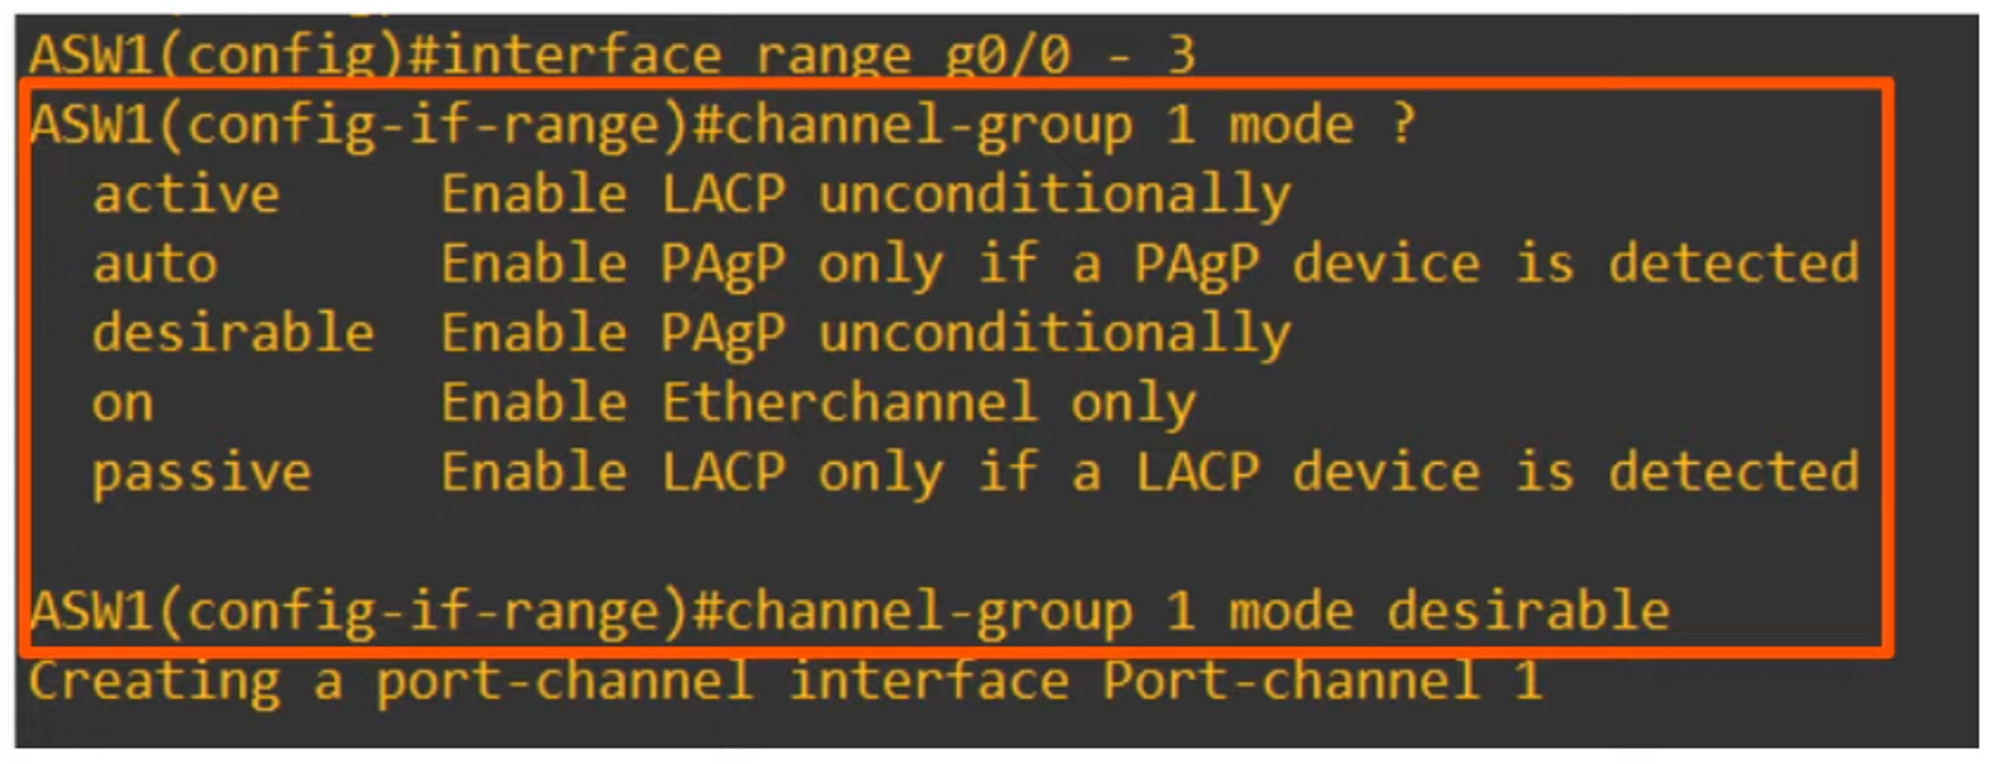 ASW1(config)#interface range g0/0 - 3
ASW1(config-if-range)#channel-group 1 mode ?
  active     Enable LACP unconditionally
  auto       Enable PAgP only if a PAgP device is detected
  desirable  Enable PAgP unconditionally
  on         Enable Etherchannel only
  passive    Enable LACP only if a LACP device is detected
ASW1(config-if-range)#channel-group 1 mode desirable
Creating a port-channel interface Port-channel 1